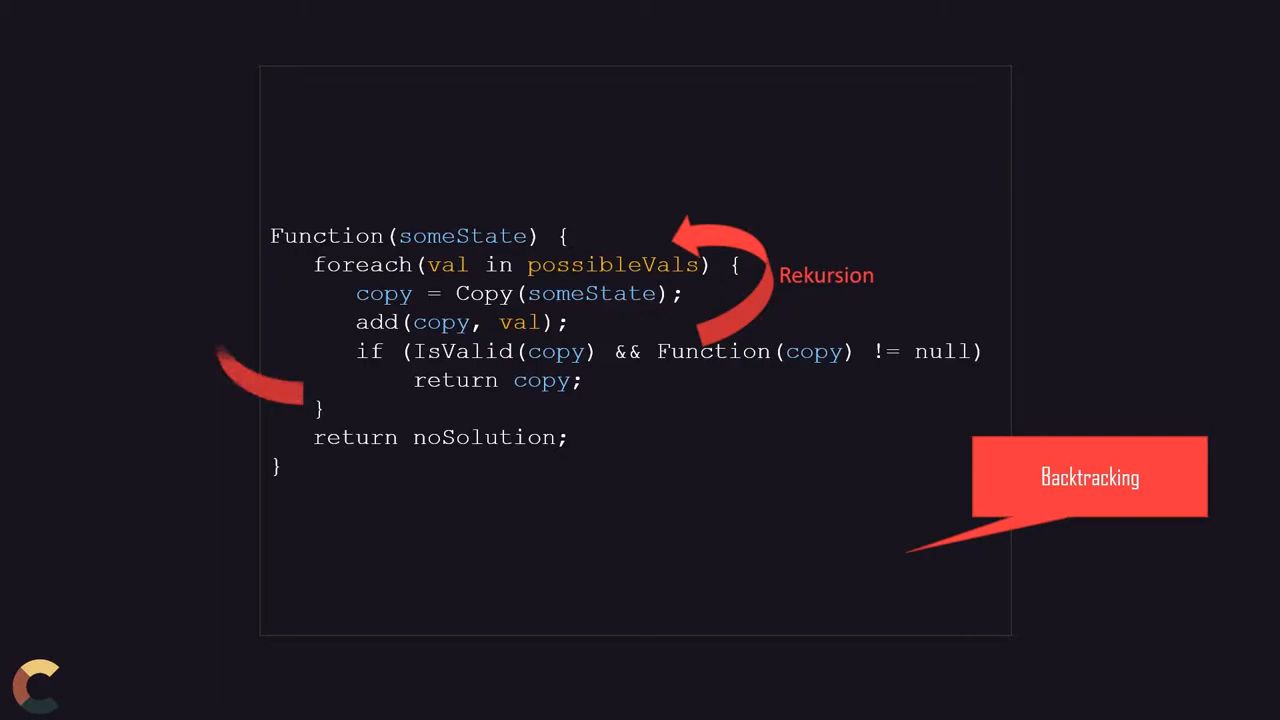 Function(someState) {
foreach(val in possibleVals) {
Rekursion
copy = Copy(someState);
add(copy, val);
if (IsValid(copy) && Function(copy) != null)
return copy;
}
return noSolution;
}
Backtracking